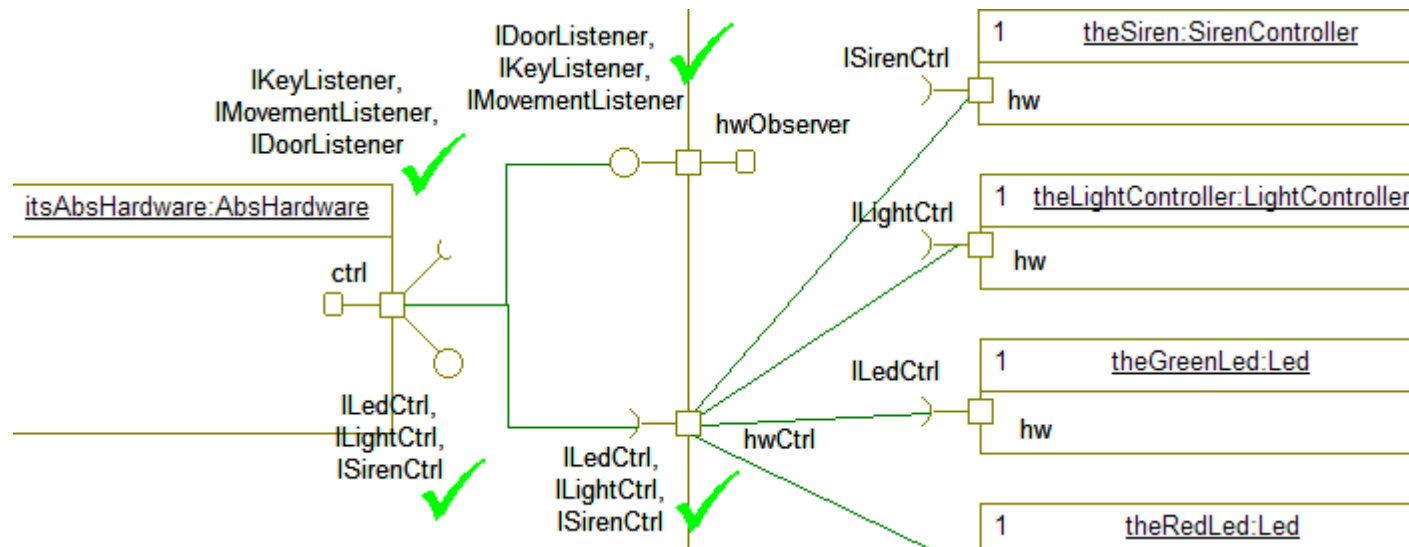 IKeyListener,
IMovementListener,
IDoorListener
IDoorListener,
IKeyListener,
IMovementListener
hwObserver
itsAbsHardware:AbsHardware
ctrl
ILedCtrl,
ILightCtrl,
ISirenCtrl
ILedCtrl,
ILightCtrl,
ISirenCtrl
hwCtrl
ISirenCtrl
1 theSiren:SirenController
hw
ILightCtrl
1 theLightController:LightController
hw
ILedCtrl
1 theGreenLed:Led
hw
1 theRedLed:Led